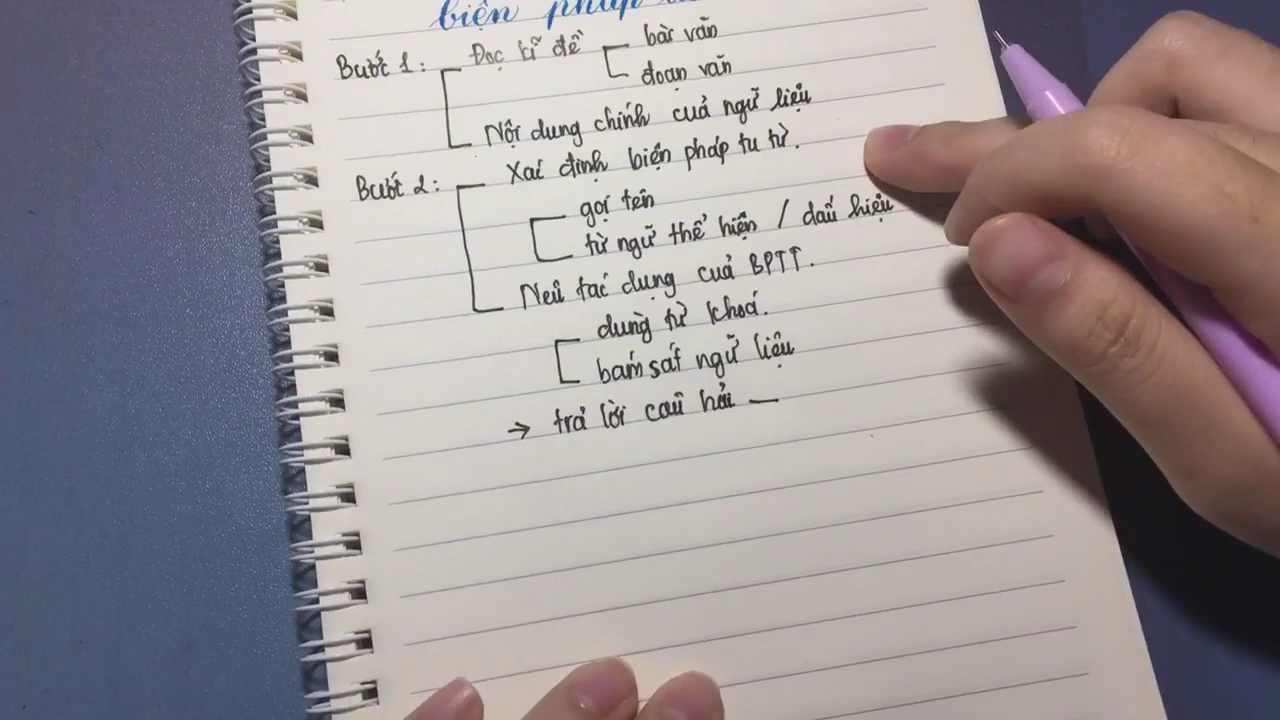 biện pháp
Bước 1: Đọc kĩ đề bài văn
đoạn văn
Nội dung chính của ngữ liệu
Bước 2: Xác định biện pháp tu từ.
gọi tên
từ ngữ thể hiện / dấu hiệu
Nêu tác dụng của BPTT.
dùng từ khoá.
bám sát ngữ liệu
→ trả lời câu hỏi —